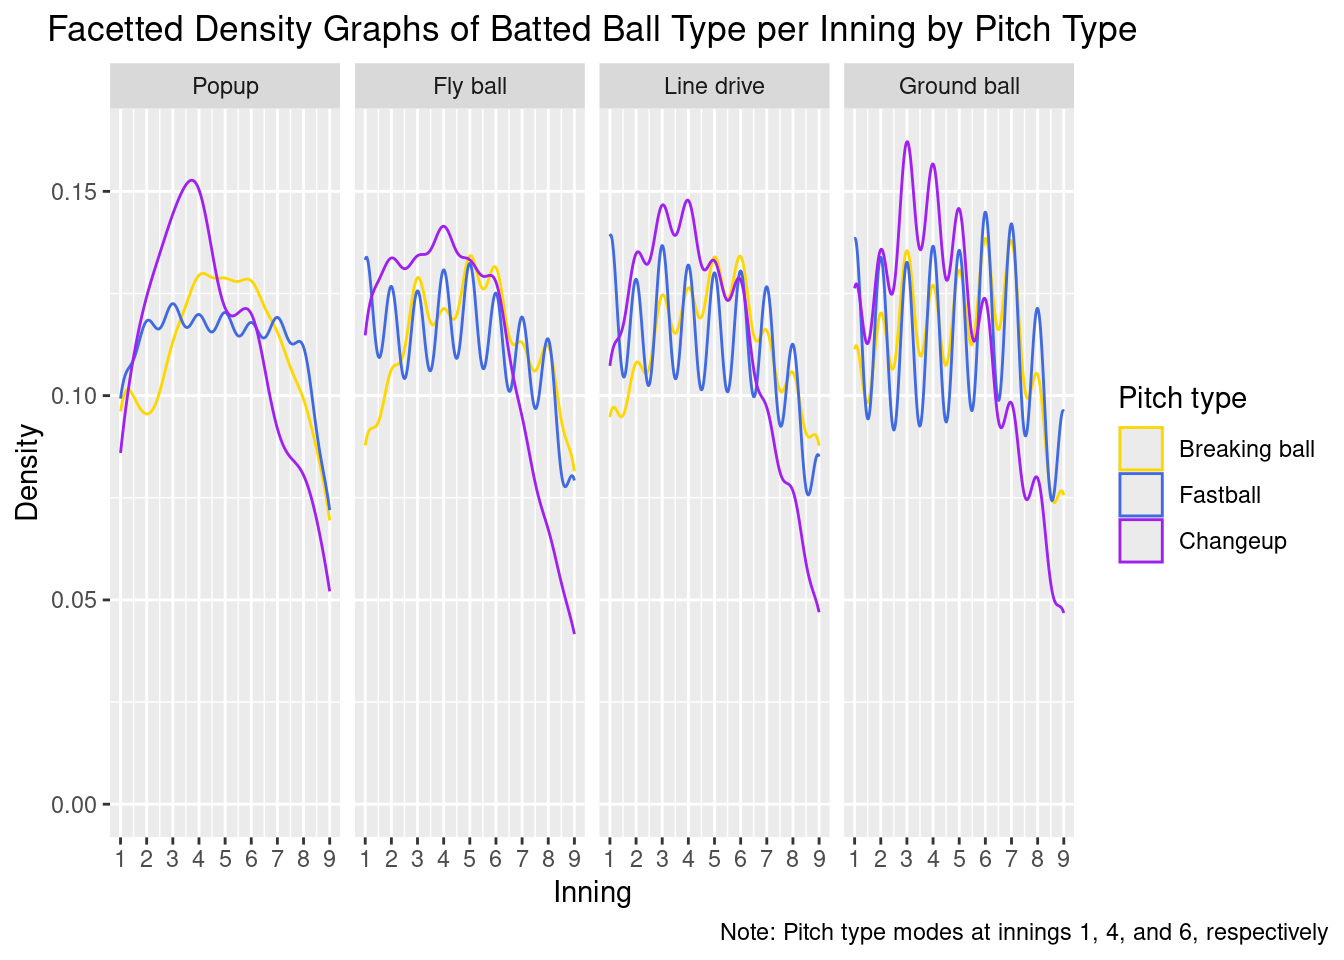 Facetted Density Graphs of Batted Ball Type per Inning by Pitch Type
Popup
Fly ball
Line drive
Ground ball
Density
0.15
0.10
0.05
0.00
1 2 3 4 5 6 7 8 9
1 2 3 4 5 6 7 8 9
1 2 3 4 5 6 7 8 9
1 2 3 4 5 6 7 8 9
Inning
Pitch type
Breaking ball
Fastball
Changeup
Note: Pitch type modes at innings 1, 4, and 6, respectively